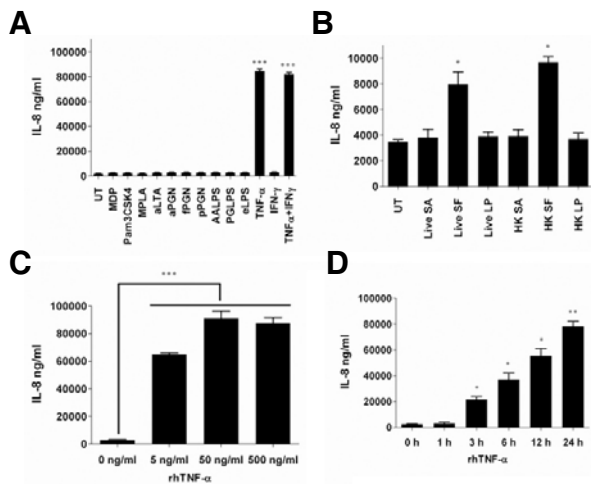 A
IL-8 ng/ml
100000
80000
60000
40000
20000
0
***
***
UT
MDP
Pam3CSK4
MPLA
aLTA
aPGN
fPGN
pPGN
AALPS
PGLPS
eLPS
TNF-α
IFN-γ
TNFα+IFNγ
B
IL-8 ng/ml
10000
8000
6000
4000
2000
0
*
*
UT
Live SA
Live SF
Live LP
HK SA
HK SF
HK LP
C
IL-8 ng/ml
100000
80000
60000
40000
20000
0
***
0 ng/ml 5 ng/ml 50 ng/ml 500 ng/ml
rhTNF-α
D
IL-8 ng/ml
100000
80000
60000
40000
20000
0
*
*
*
**
0 h 1 h 3 h 6 h 12 h 24 h
rhTNF-α